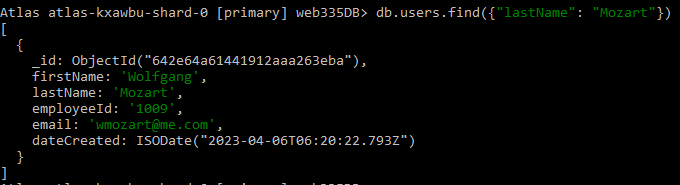 Atlas atlas-kxawbu-shard-0 [primary] web335DB> db.users.find({"lastName": "Mozart"})
[
  {
    _id: ObjectId("642e64a61441912aaa263eba"),
    firstName: 'Wolfgang',
    lastName: 'Mozart',
    employeeId: '1009',
    email: 'wmozart@me.com',
    dateCreated: ISODate("2023-04-06T06:20:22.793Z")
  }
]